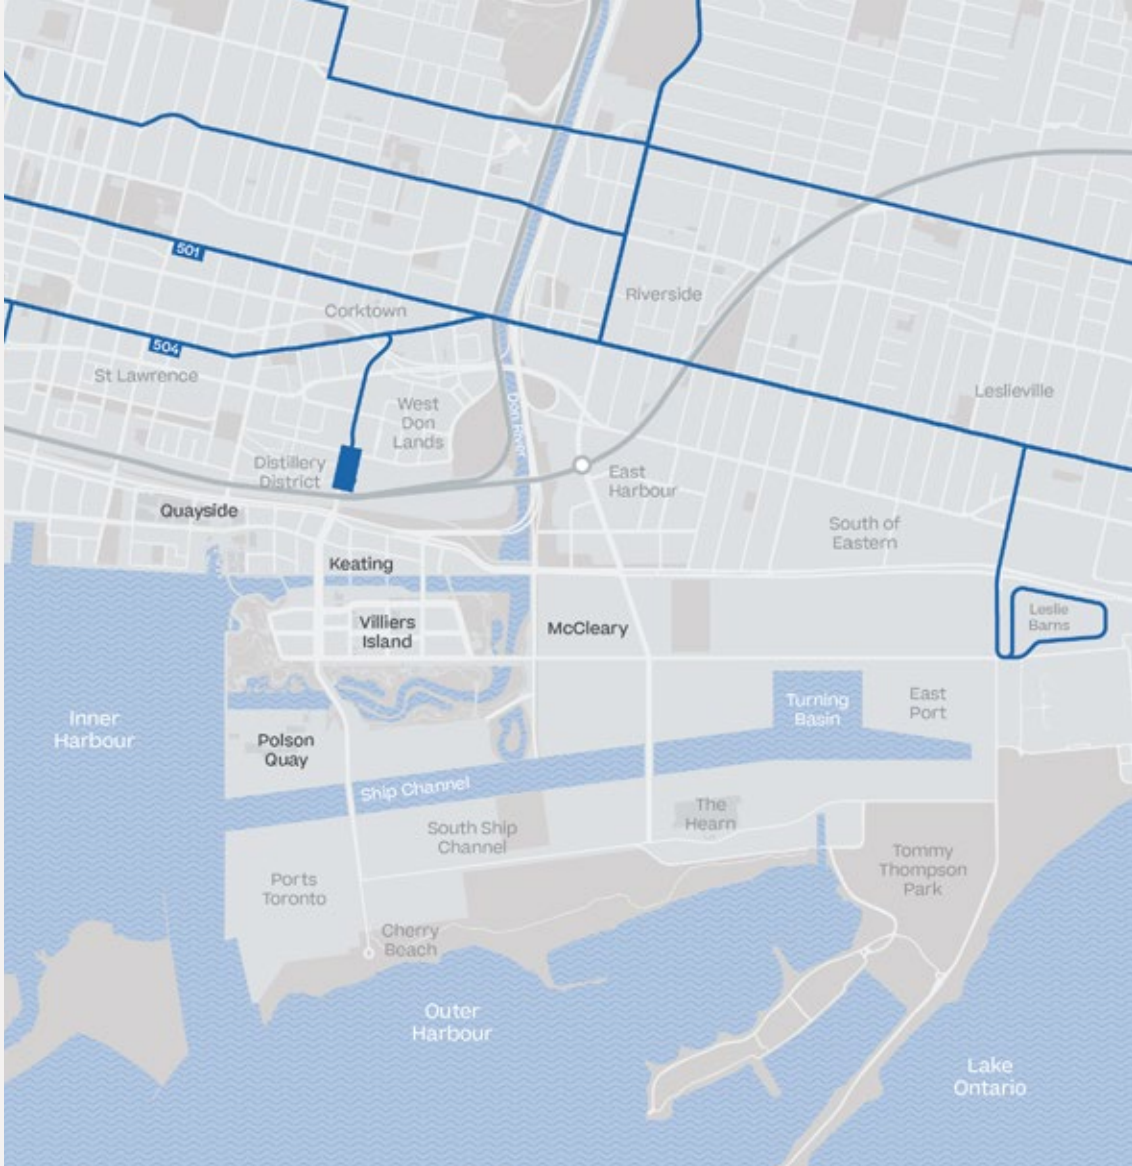 501
Riverside
Corktown
504
St Lawrence
Leslieville
West
Don
Lands
Don River
Distillery
District
East
Harbour
Quayside
South of
Eastern
Keating
Villiers
Island
McCleary
Leslie
Barns
Inner
Harbour
Turning
Basin
East
Port
Polson
Quay
Ship Channel
The
Hearn
South Ship
Channel
Tommy
Thompson
Park
Ports
Toronto
Cherry
Beach
Outer
Harbour
Lake
Ontario